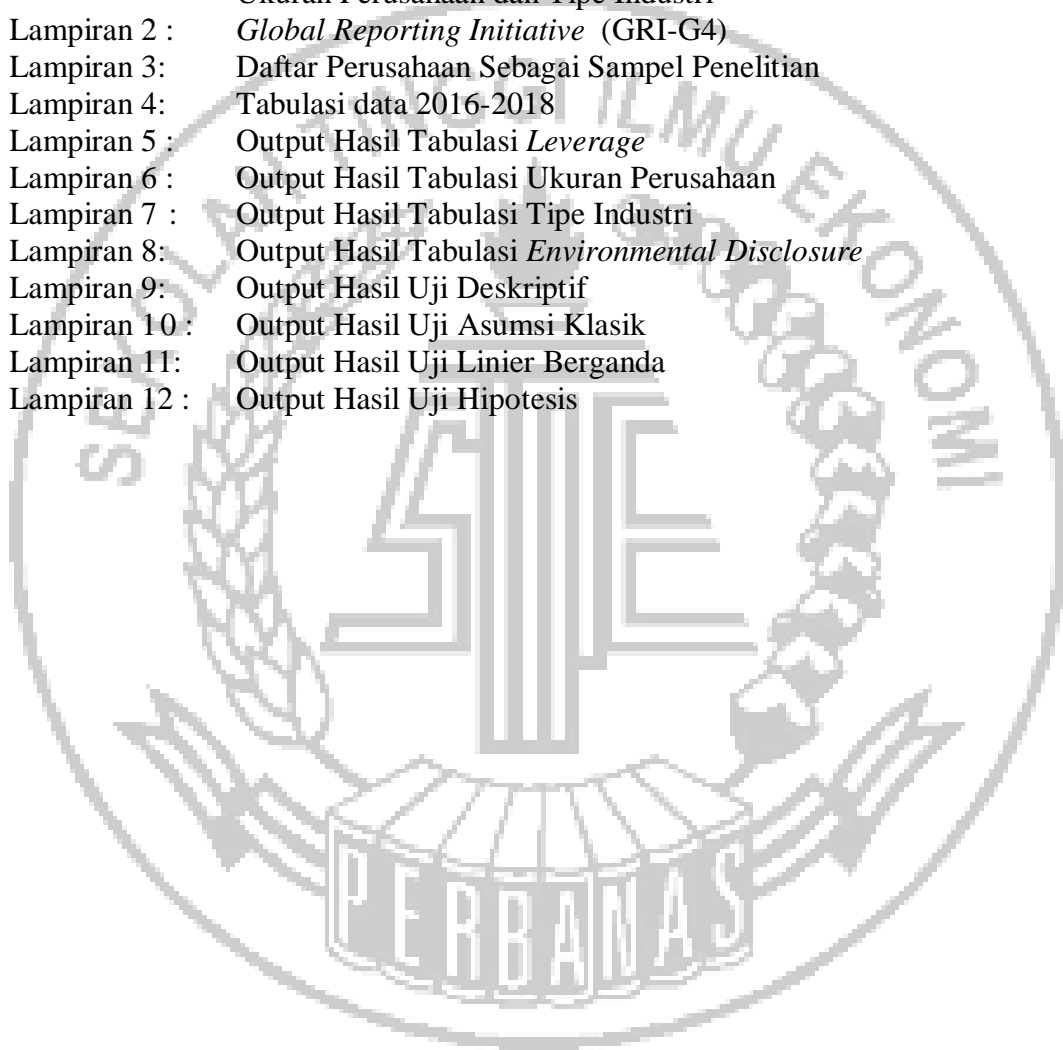 Ukuran Perusahaan dan Tipe Industri
Lampiran 2 : Global Reporting Initiative (GRI-G4)
Lampiran 3: Daftar Perusahaan Sebagai Sampel Penelitian
Lampiran 4: Tabulasi data 2016-2018
Lampiran 5 : Output Hasil Tabulasi Leverage
Lampiran 6 : Output Hasil Tabulasi Ukuran Perusahaan
Lampiran 7 : Output Hasil Tabulasi Tipe Industri
Lampiran 8: Output Hasil Tabulasi Environmental Disclosure
Lampiran 9: Output Hasil Uji Deskriptif
Lampiran 10 : Output Hasil Uji Asumsi Klasik
Lampiran 11: Output Hasil Uji Linier Berganda
Lampiran 12 : Output Hasil Uji Hipotesis
SEKOLAH TINGGI ILMU EKONOMI
PERBANAS